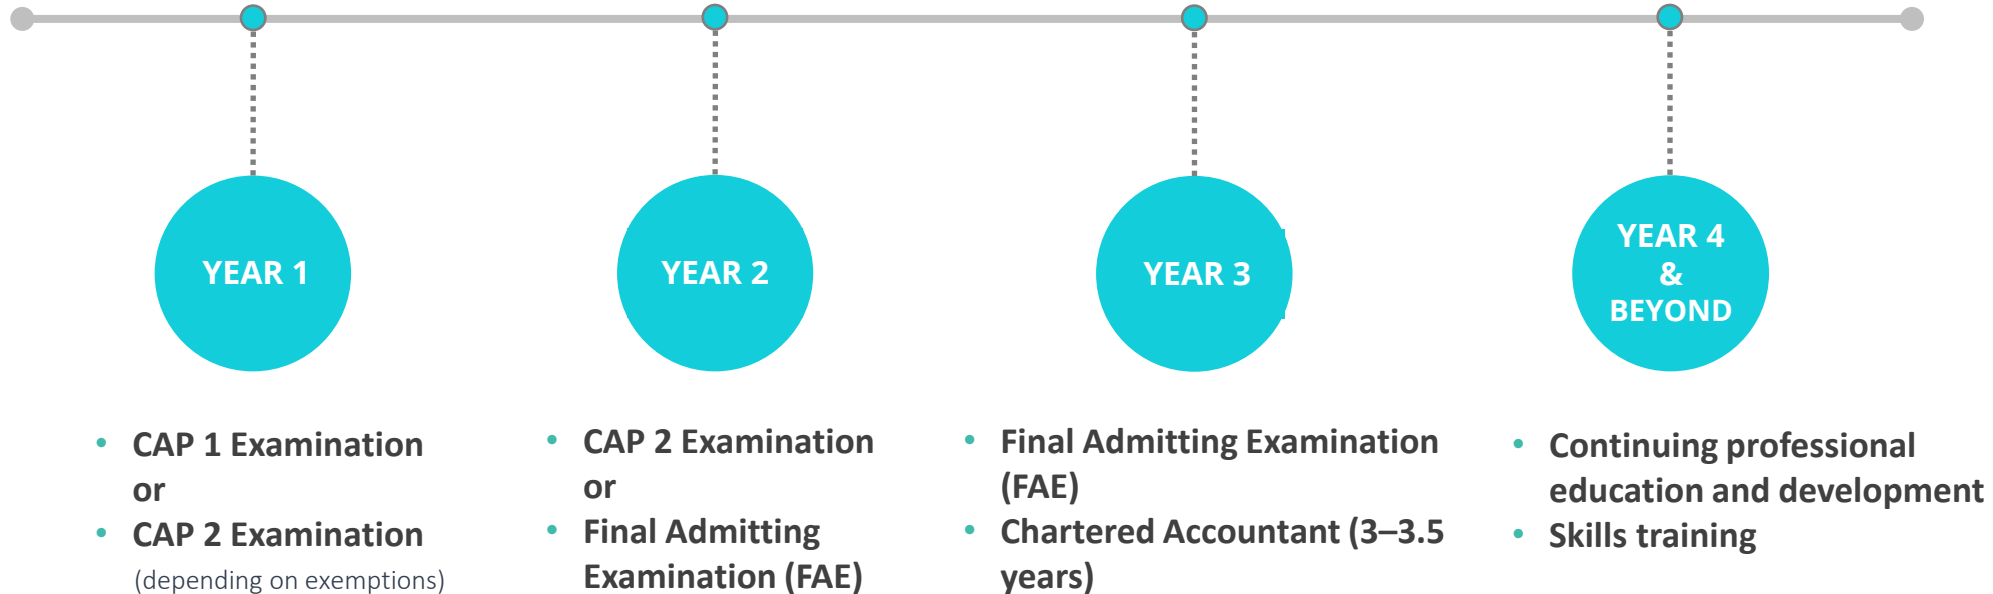 YEAR 1
YEAR 2
YEAR 3
YEAR 4
&
BEYOND
• CAP 1 Examination
or
• CAP 2 Examination
(depending on exemptions)
• CAP 2 Examination
or
• Final Admitting
Examination (FAE)
• Final Admitting Examination
(FAE)
• Chartered Accountant (3–3.5
years)
• Continuing professional
education and development
• Skills training